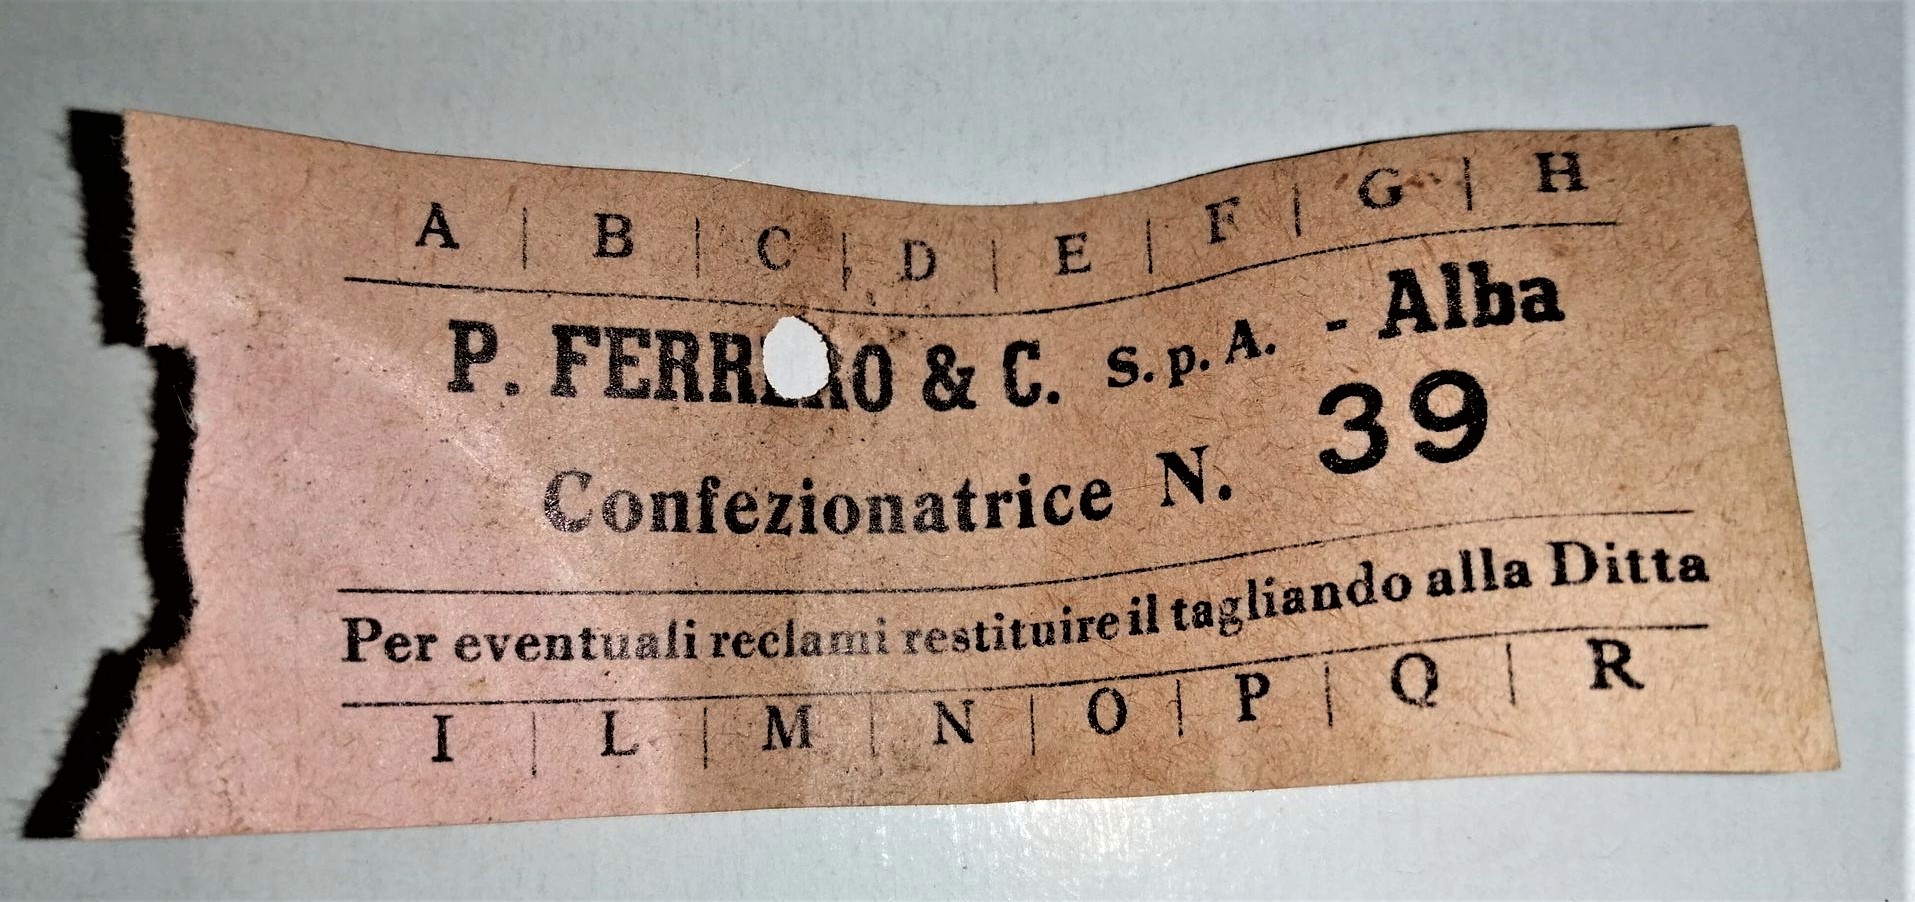 A | B | C | D | E | F | G | H
P. FERRERO & C. S.p.A. - Alba
Confezionatrice N. 39
Per eventuali reclami restituire il tagliando alla Ditta
I | L | M | N | O | P | Q | R